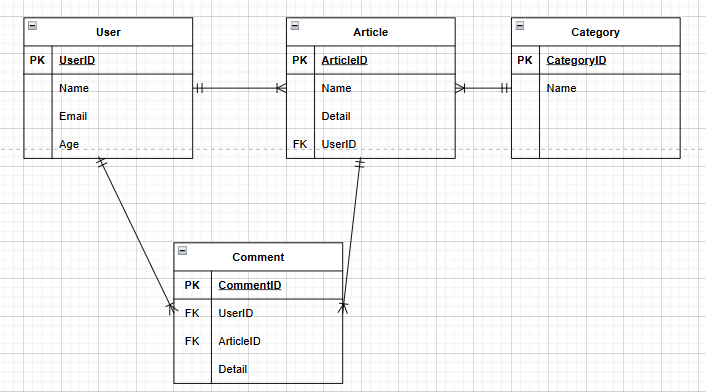 User
PK UserID
Name
Email
Age
Article
PK ArticleID
Name
Detail
FK UserID
Category
PK CategoryID
Name
Comment
PK CommentID
FK UserID
FK ArticleID
Detail